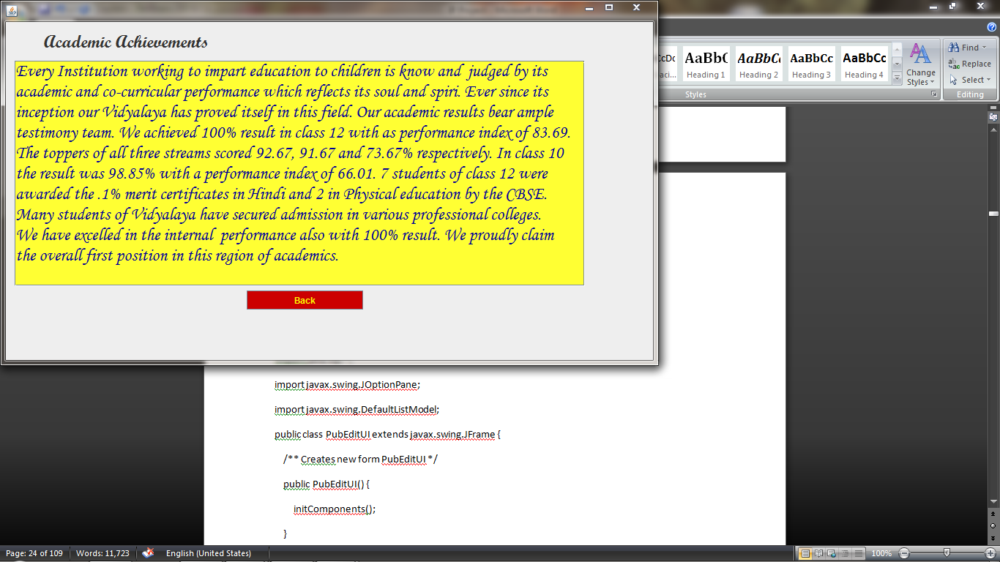 Academic Achievements
Every Institution working to impart education to children is know and  judged by its
academic and co-curricular performance which reflects its soul and spiri. Ever since its
inception our Vidyalaya has proved itself in this field. Our academic results bear ample
testimony team. We achieved 100% result in class 12 with as performance index of 83.69.
The toppers of all three streams scored 92.67, 91.67 and 73.67% respectively. In class 10
the result was 98.85% with a performance index of 66.01. 7 students of class 12 were
awarded the .1% merit certificates in Hindi and 2 in Physical education by the CBSE.
Many students of Vidyalaya have secured admission in various professional colleges.
We have excelled in the internal  performance also with 100% result. We proudly claim
the overall first position in this region of academics.
Back
AaBbC AaBbCc AaBbCc AaBbCc
Heading 1 Heading 2 Heading 3 Heading 4
Change
Styles
Styles
Find
Replace
Select
Editing
import javax.swing.JOptionPane;
import javax.swing.DefaultListModel;
public class PubEditUI extends javax.swing.JFrame {
/** Creates new form PubEditUI */
public PubEditUI() {
initComponents();
}
Page: 24 of 109 Words: 11,723 English (United States) 100%